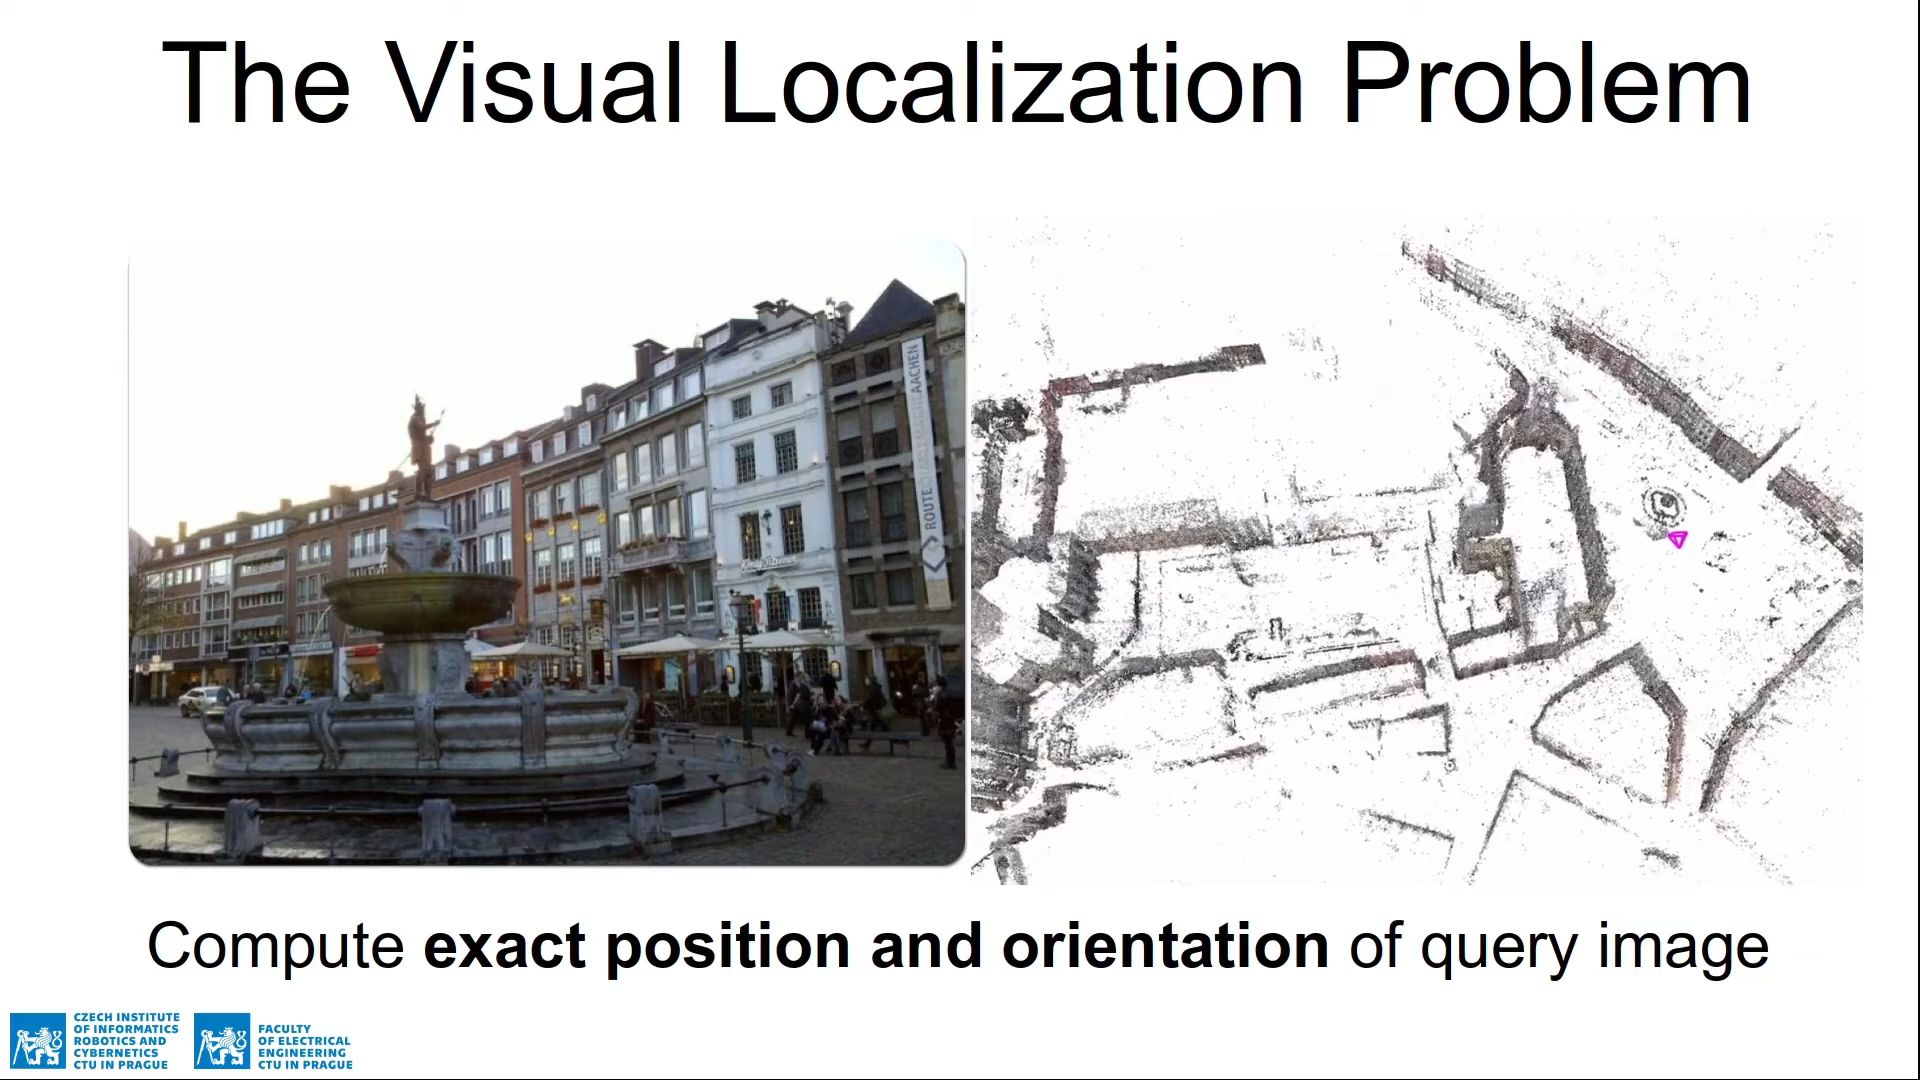 The Visual Localization Problem
ROUTE CHARLEMAGNE AACHEN
Compute exact position and orientation of query image
CZECH INSTITUTE
OF INFORMATICS
ROBOTICS AND
CYBERNETICS
CTU IN PRAGUE
FACULTY
OF ELECTRICAL
ENGINEERING
CTU IN PRAGUE